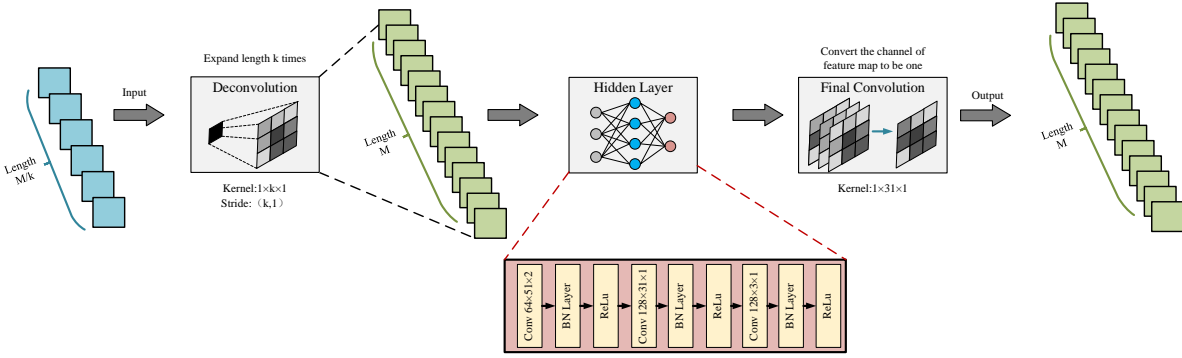 Length
M/k
Input
Expand length k times
Deconvolution
Kernel:1×k×1
Stride:（k,1）
Length
M
Hidden Layer
Conv 64×51×2
BN Layer
ReLu
Conv 128×31×1
BN Layer
ReLu
Conv 128×3×1
BN Layer
ReLu
Convert the channel of
feature map to be one
Final Convolution
Kernel:1×31×1
Output
Length
M